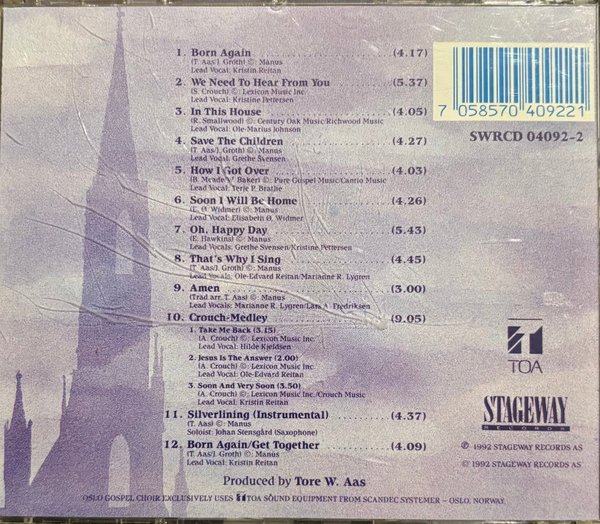 1. Born Again (4.17)
(T. Aas/J. Groth) ©: Manus
Lead Vocal: Kristin Reitan
2. We Need To Hear From You (5.37)
(S. Crouch) ©: Lexicon Music Inc.
Lead Vocal: Kristine Pettersen
3. In This House (4.05)
(R. Smallwood) ©: Century Oak Music/Richwood Music
Lead Vocal: Ole-Marius Johnson
4. Save The Children (4.27)
(T. Aas/J. Groth) ©: Manus
Lead Vocal: Grethe Svensen
5. How I Got Over (4.03)
(B. Meade/V. Baker) ©: Pure Gospel Music/Cantio Music
Lead Vocal: Terje P. Brathe
6. Soon I Will Be Home (4.26)
(E. Ø. Widmer) ©: Manus
Lead Vocal: Elisabeth Ø. Widmer
7. Oh, Happy Day (5.43)
(E. Hawkins) ©: Manus
Lead Vocals: Grethe Svensen/Kristine Pettersen
8. That's Why I Sing (4.45)
(T. Aas/J. Groth) ©: Manus
Lead Vocals: Ole-Edvard Reitan/Marianne R. Lygren
9. Amen (3.00)
(Trad arr. T. Aas) ©: Manus
Lead Vocals: Marianne R. Lygren/Lars A. Fredriksen
10. Crouch-Medley (9.05)
1. Take Me Back (3.15)
(A. Crouch) ©: Lexicon Music Inc.
Lead Vocal: Hilde Kjeldsen
2. Jesus Is The Answer (2.00)
(A. Crouch) ©: Lexicon Music Inc.
Lead Vocal: Ole-Edvard Reitan
3. Soon And Very Soon (3.50)
(A. Crouch) ©: Lexicon Music Inc./Crouch Music
Lead Vocal: Kristin Reitan
11. Silverlining (Instrumental) (4.37)
(T. Aas) ©: Manus
Soloist: Johan Stensgård (Saxophone)
12. Born Again/Get Together (4.09)
(T. Aas/J. Groth) ©: Manus
Lead Vocal: Kristin Reitan
Produced by Tore W. Aas
OSLO GOSPEL CHOIR EXCLUSIVELY USES TOA SOUND EQUIPMENT FROM SCANDEC SYSTEMER – OSLO, NORWAY.
7 058570 409221
SWRCD 04092-2
TOA
STAGEWAY
RECORDS
℗ 1992 STAGEWAY RECORDS AS
© 1992 STAGEWAY RECORDS AS